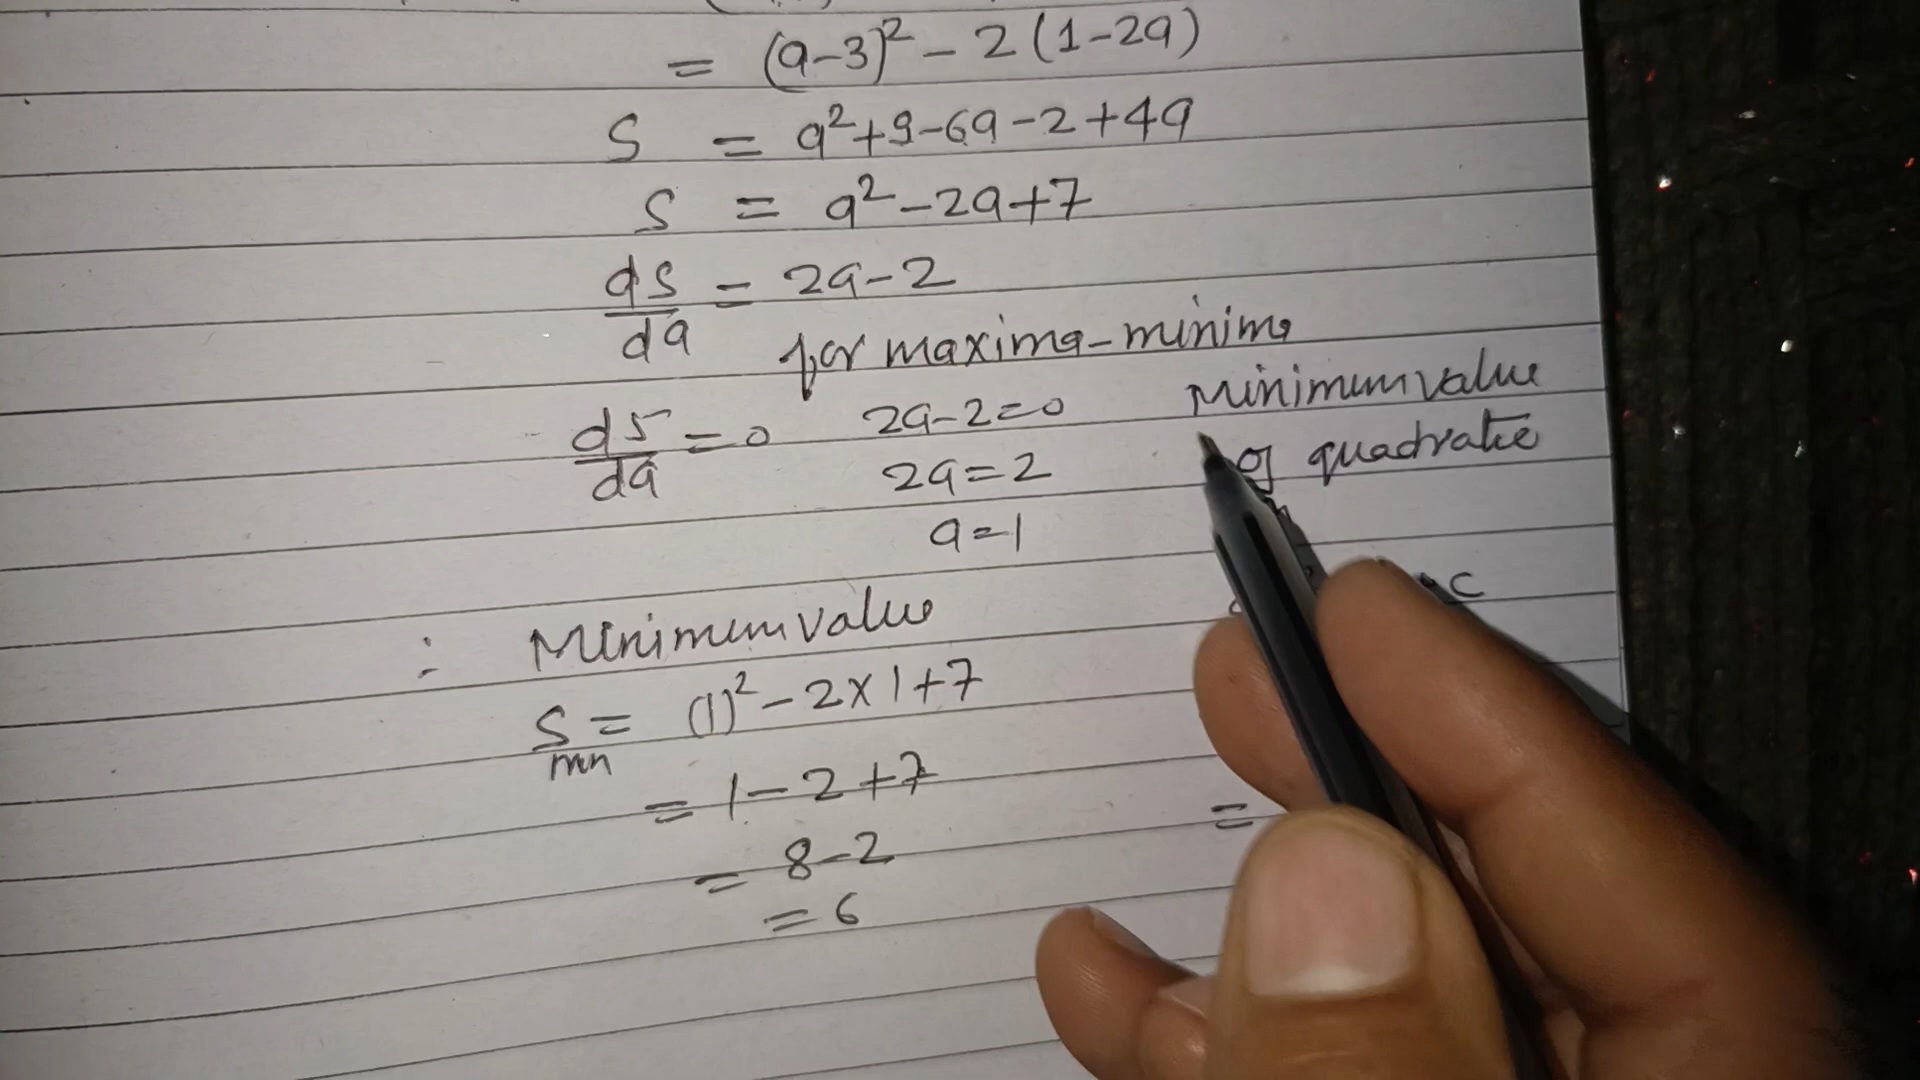 = (a-3)² - 2(1-2a)
S = a²+9-6a-2+4a
S = a²-2a+7
dS/da = 2a-2
for maxima-minima
dS/da = 0 2a-2=0
2a=2
a=1
Minimum value
of quadratic
c
∴ Minimum value
S min = (1)²-2×1+7
= 1-2+7
= 8-2
= 6
=